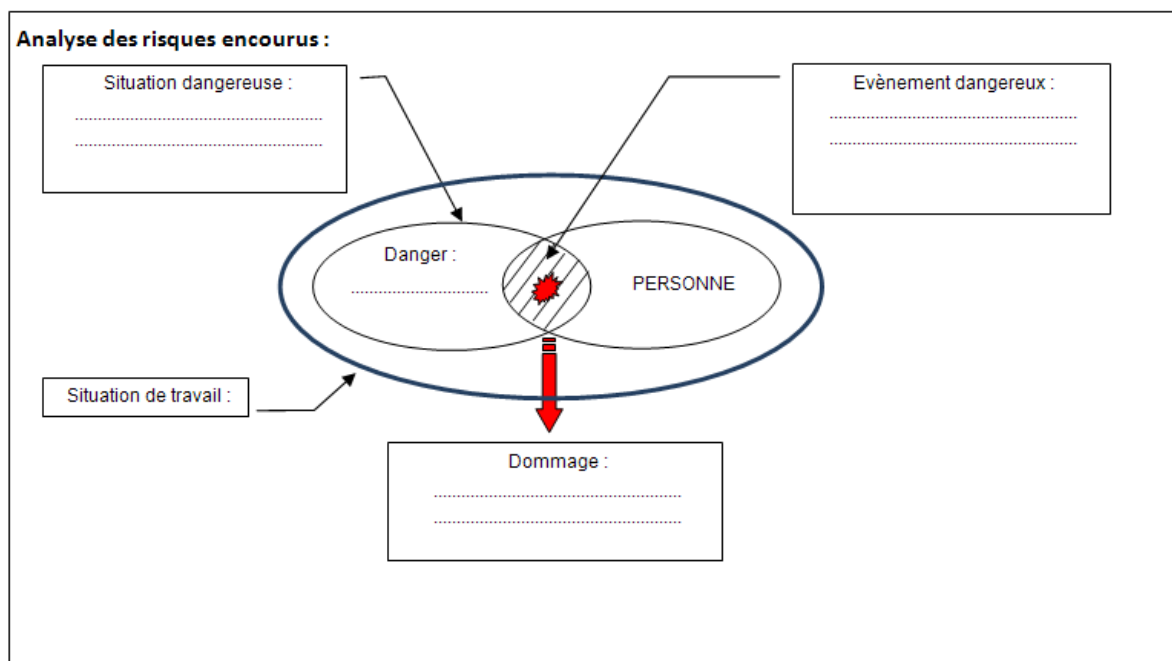 Analyse des risques encourus :
Situation dangereuse :
..................................................
..................................................
Evènement dangereux :
..................................................
..................................................
Danger :
............................
PERSONNE
Situation de travail :
Dommage :
..................................................
..................................................